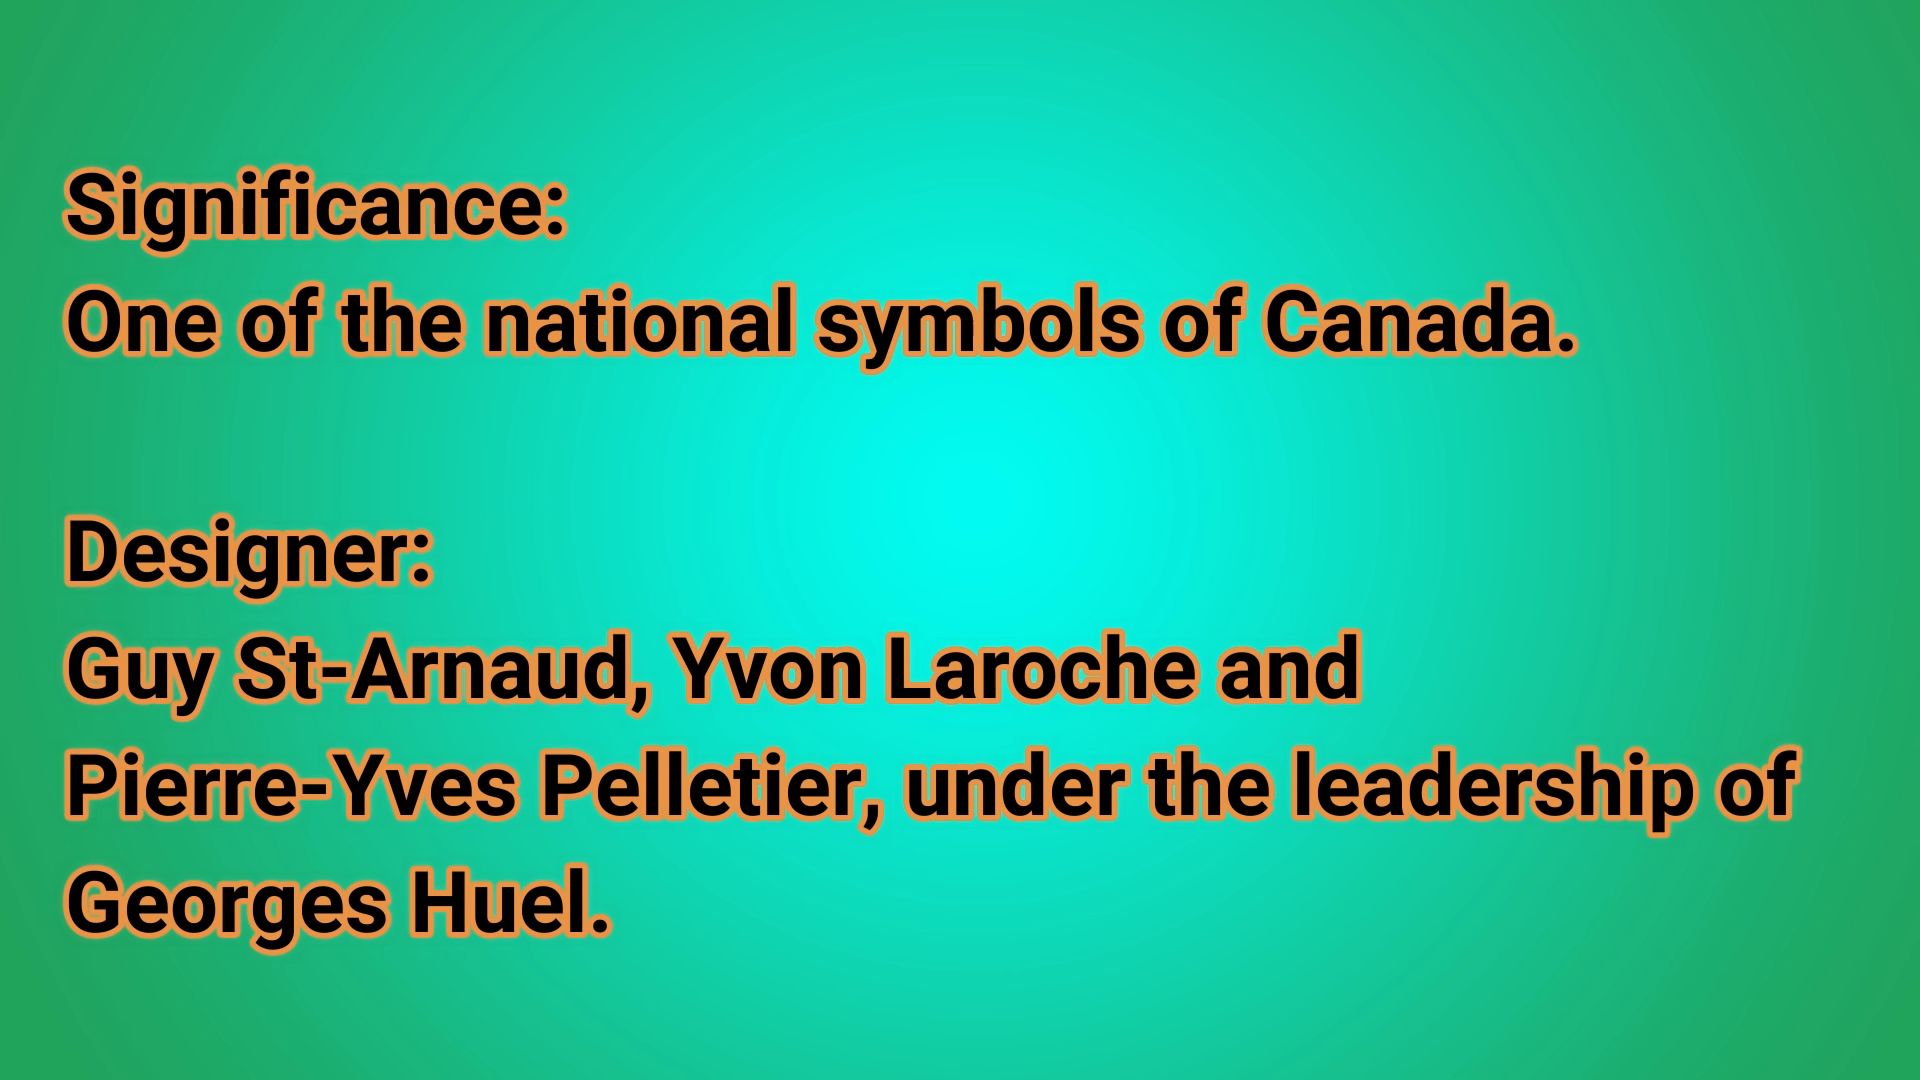 Significance:
One of the national symbols of Canada.
Designer:
Guy St-Arnaud, Yvon Laroche and
Pierre-Yves Pelletier, under the leadership of
Georges Huel.